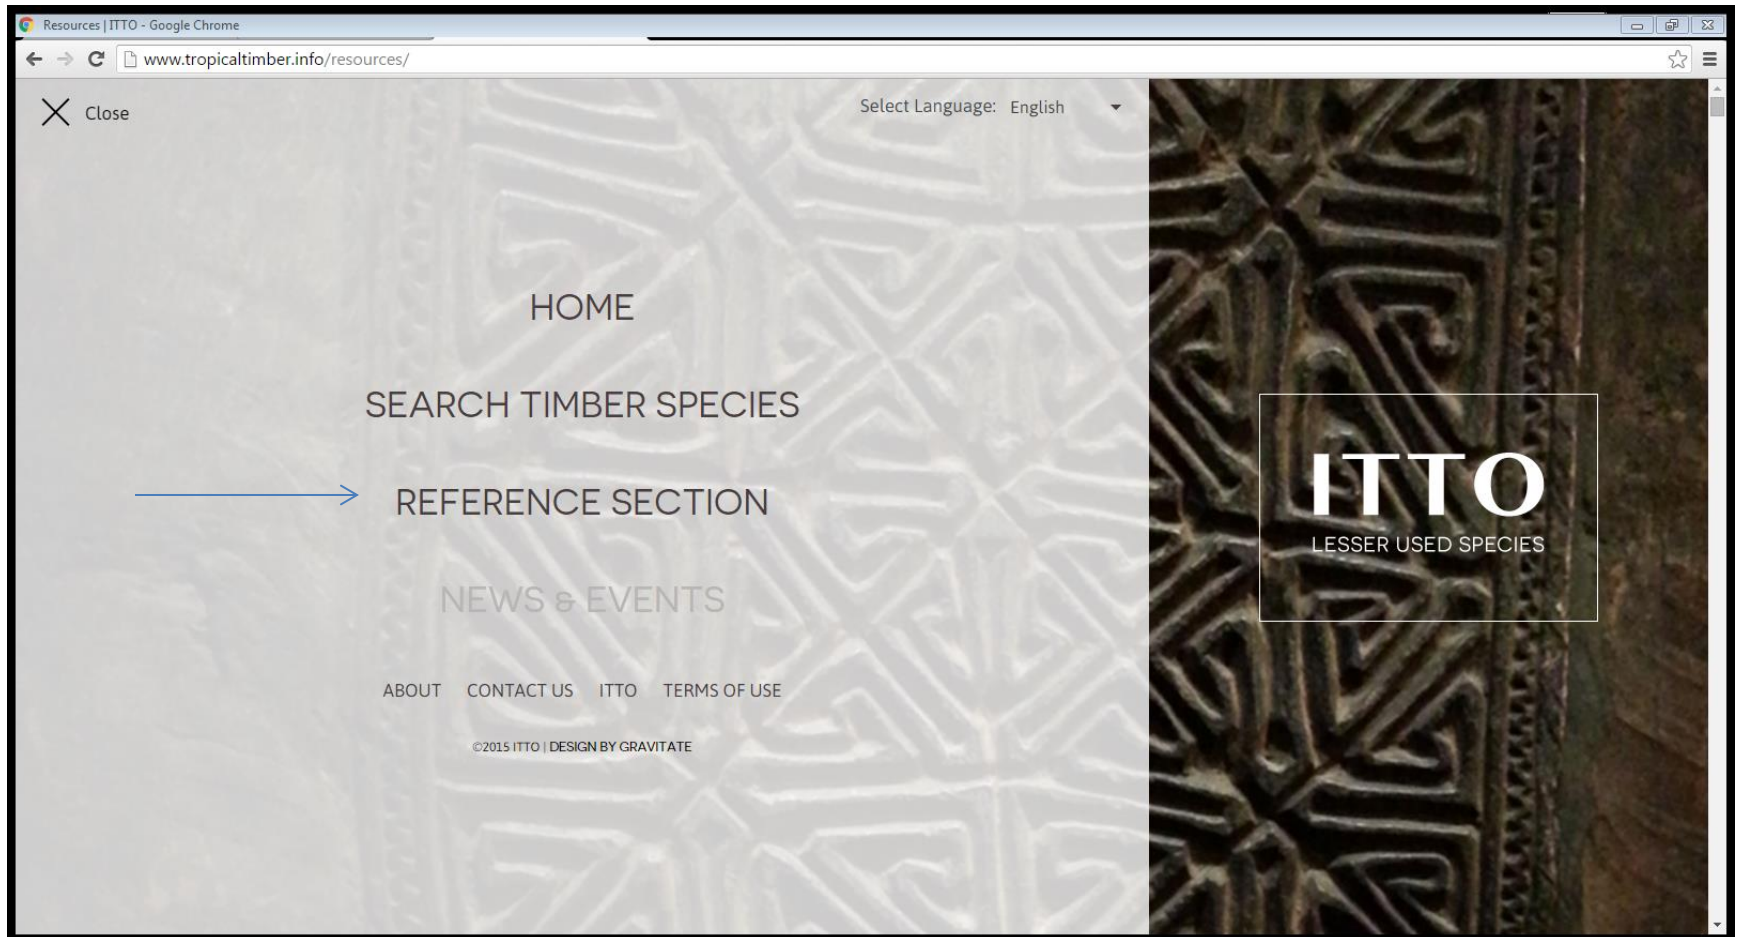 Resources | ITTO - Google Chrome
www.tropicaltimber.info/resources/
Close
Select Language: English
HOME
SEARCH TIMBER SPECIES
REFERENCE SECTION
NEWS & EVENTS
ABOUT CONTACT US ITTO TERMS OF USE
©2015 ITTO | DESIGN BY GRAVITATE
ITTO
LESSER USED SPECIES